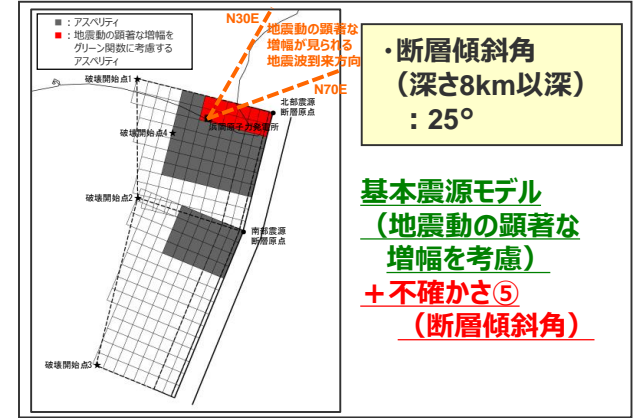 ■：アスペリティ
■：地震動の顕著な増幅を
グリーン関数に考慮する
アスペリティ
N30E
地震動の顕著な
増幅が見られる
地震波到来方向
N70E
破壊開始点1
北部震源
断層原点
浜岡原子力発電所
破壊開始点4
破壊開始点2
南部震源
断層原点
破壊開始点3
・断層傾斜角
（深さ8km以深）
：25°
基本震源モデル
（地震動の顕著な
増幅を考慮）
＋不確かさ⑤
（断層傾斜角）